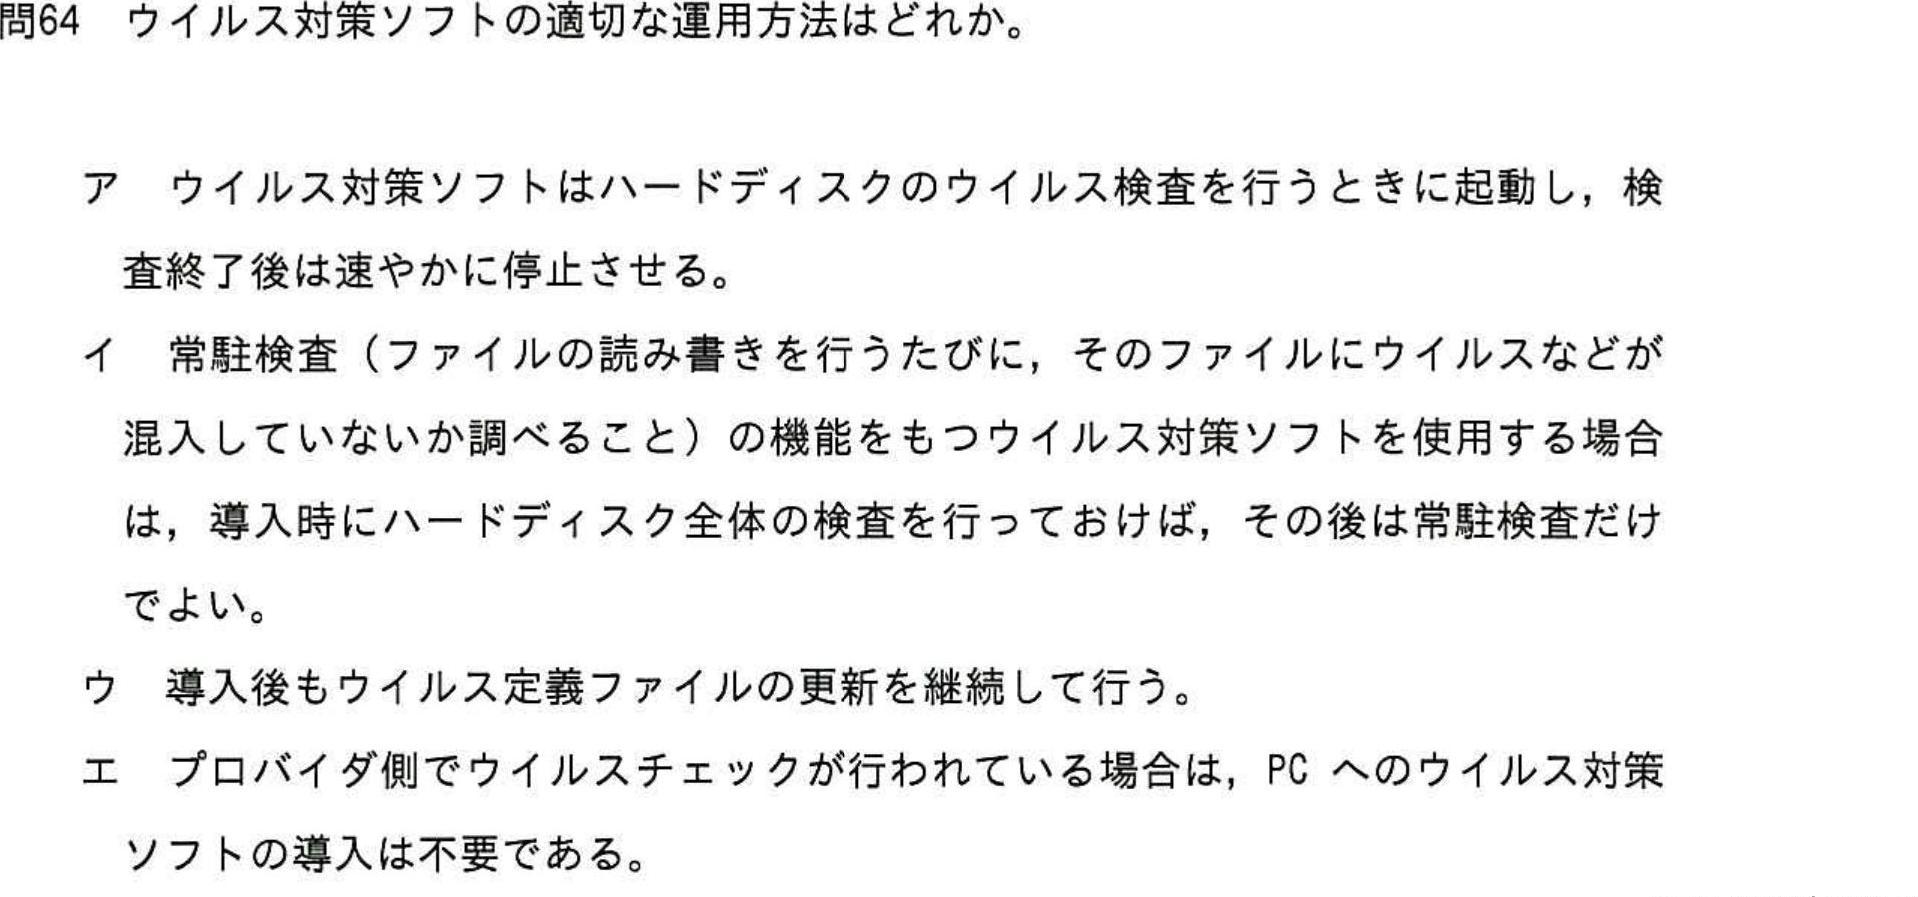 問64　ウイルス対策ソフトの適切な運用方法はどれか。
ア　ウイルス対策ソフトはハードディスクのウイルス検査を行うときに起動し，検
査終了後は速やかに停止させる。
イ　常駐検査（ファイルの読み書きを行うたびに，そのファイルにウイルスなどが
混入していないか調べること）の機能をもつウイルス対策ソフトを使用する場合
は，導入時にハードディスク全体の検査を行っておけば，その後は常駐検査だけ
でよい。
ウ　導入後もウイルス定義ファイルの更新を継続して行う。
エ　プロバイダ側でウイルスチェックが行われている場合は，PC へのウイルス対策
ソフトの導入は不要である。